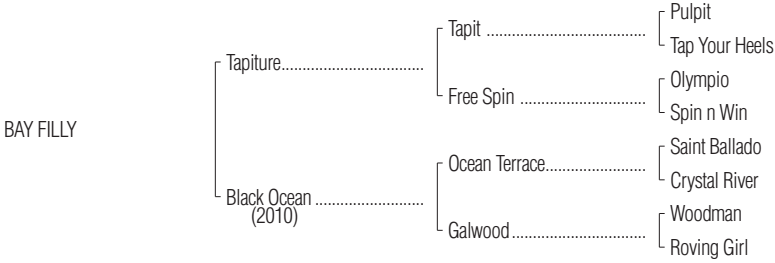 Pulpit
Tapit ......................................
Tap Your Heels
Tapiture.................................
Olympio
Free Spin ..................................
Spin n Win
BAY FILLY
Saint Ballado
Ocean Terrace..........................
Crystal River
Black Ocean .............................
(2010)
Woodman
Galwood...................................
Roving Girl